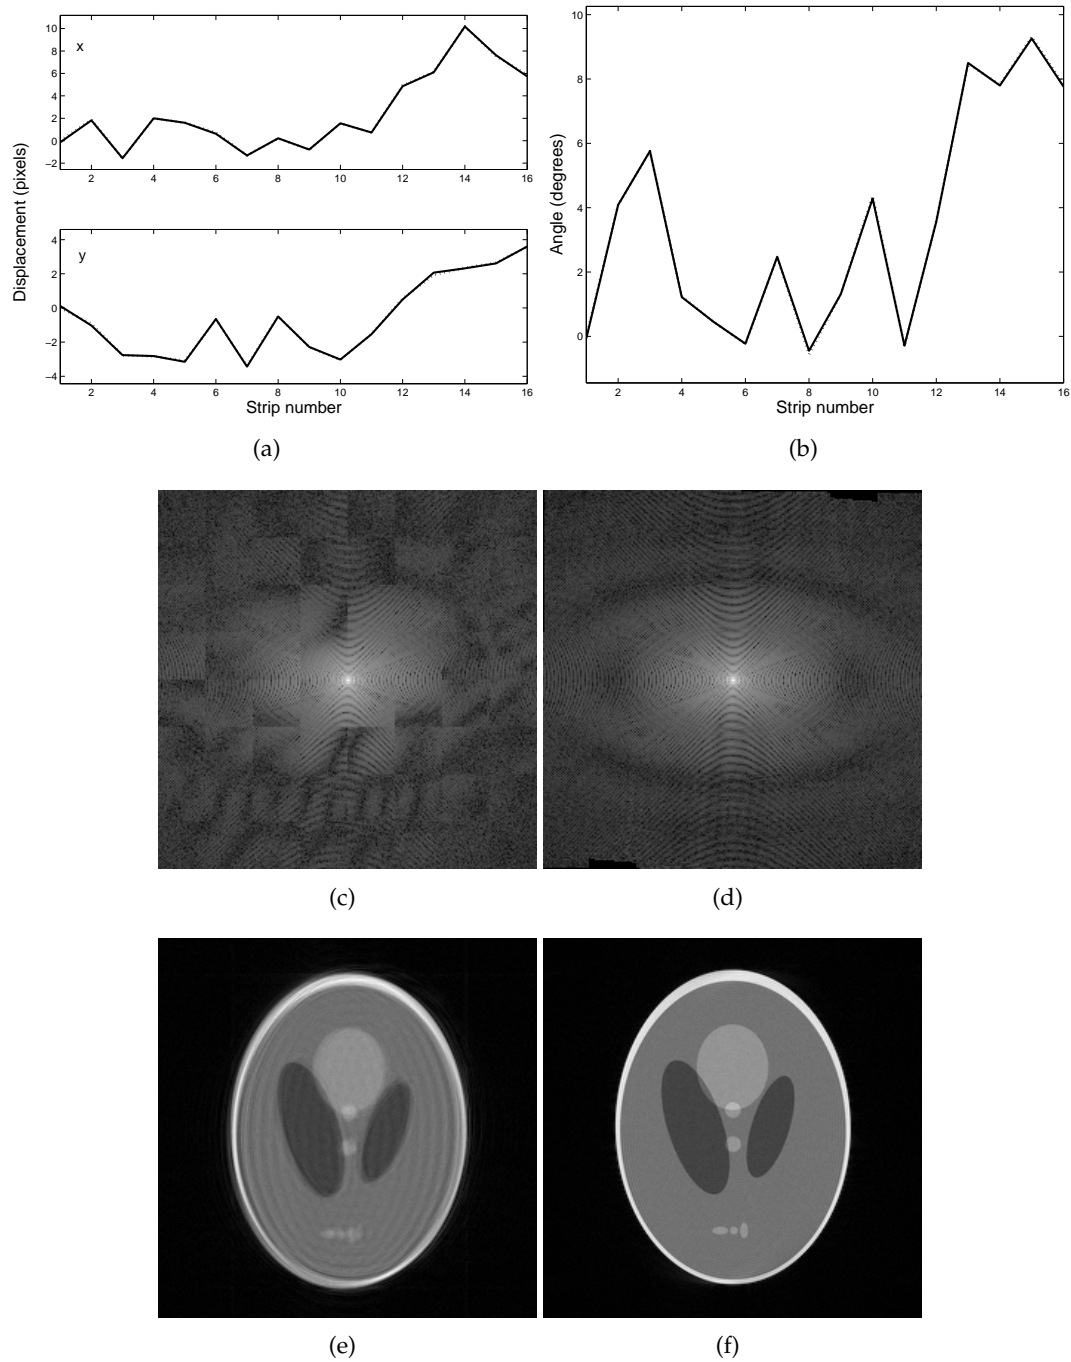 10
8
6
4
2
0
−2
x
2 4 6 8 10 12 14 16
Displacement (pixels)
4
2
0
−2
−4
y
2 4 6 8 10 12 14 16
Strip number
(a)
10
8
6
4
2
0
Angle (degrees)
2 4 6 8 10 12 14 16
Strip number
(b)
(c)
(d)
(e)
(f)